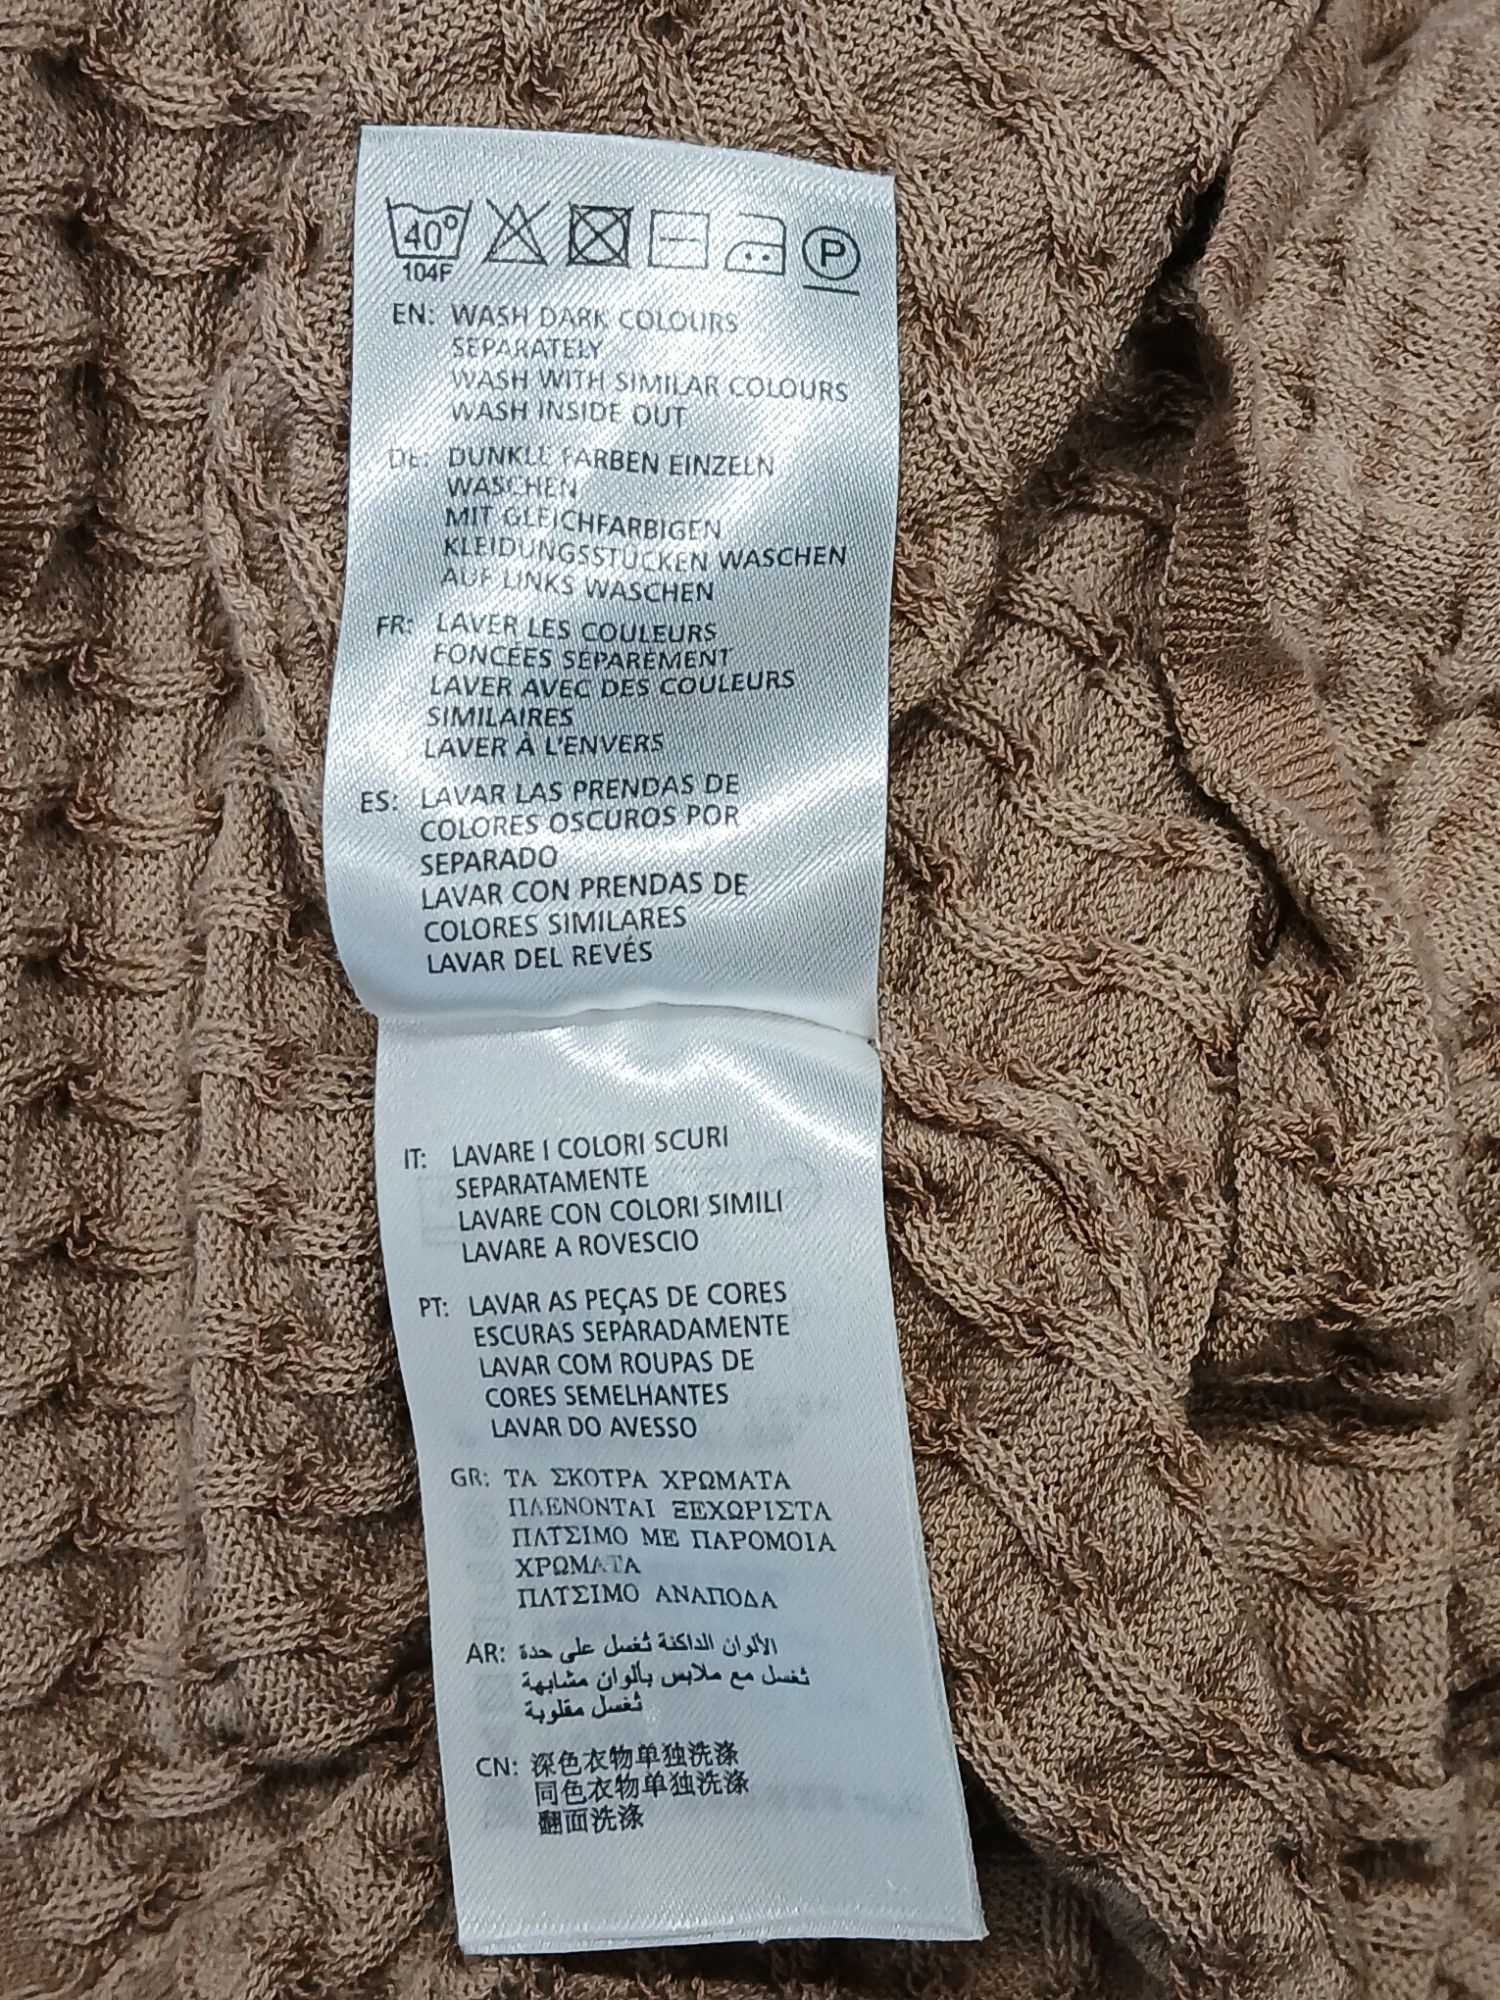 40°
104F
P
EN: WASH DARK COLOURS
SEPARATELY
WASH WITH SIMILAR COLOURS
WASH INSIDE OUT
DE: DUNKLE FARBEN EINZELN
WASCHEN
MIT GLEICHFARBIGEN
KLEIDUNGSSTÜCKEN WASCHEN
AUF LINKS WASCHEN
FR: LAVER LES COULEURS
FONCÉES SÉPARÉMENT
LAVER AVEC DES COULEURS
SIMILAIRES
LAVER À L'ENVERS
ES: LAVAR LAS PRENDAS DE
COLORES OSCUROS POR
SEPARADO
LAVAR CON PRENDAS DE
COLORES SIMILARES
LAVAR DEL REVÉS
IT: LAVARE I COLORI SCURI
SEPARATAMENTE
LAVARE CON COLORI SIMILI
LAVARE A ROVESCIO
PT: LAVAR AS PEÇAS DE CORES
ESCURAS SEPARADAMENTE
LAVAR COM ROUPAS DE
CORES SEMELHANTES
LAVAR DO AVESSO
GR: ΤΑ ΣΚΟΤΡΑ ΧΡΩΜΑΤΑ
ΠΛΕΝΟΝΤΑΙ ΞΕΧΩΡΙΣΤΑ
ΠΛΤΣΙΜΟ ΜΕ ΠΑΡΟΜΟΙΑ
ΧΡΩΜΑΤΑ
ΠΛΤΣΙΜΟ ΑΝΑΠΟΔΑ
AR: الألوان الداكنة تُغسل على حدة
تُغسل مع ملابس بألوان مشابهة
تُغسل مقلوبة
CN: 深色衣物单独洗涤
同色衣物单独洗涤
翻面洗涤